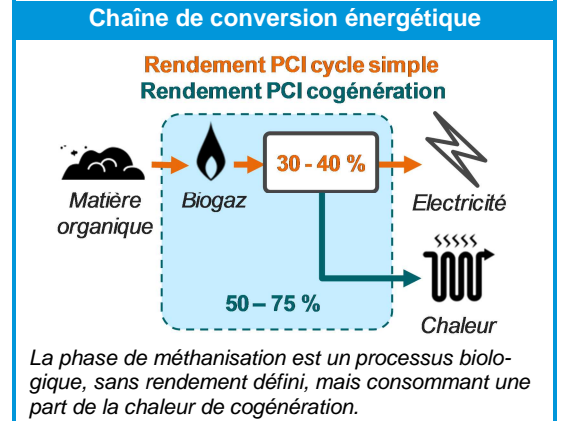 Chaîne de conversion énergétique
Rendement PCI cycle simple
Rendement PCI cogénération
30 - 40 %
Matière
organique
Biogaz
Electricité
50 – 75 %
Chaleur
La phase de méthanisation est un processus biolo-
gique, sans rendement défini, mais consommant une
part de la chaleur de cogénération.